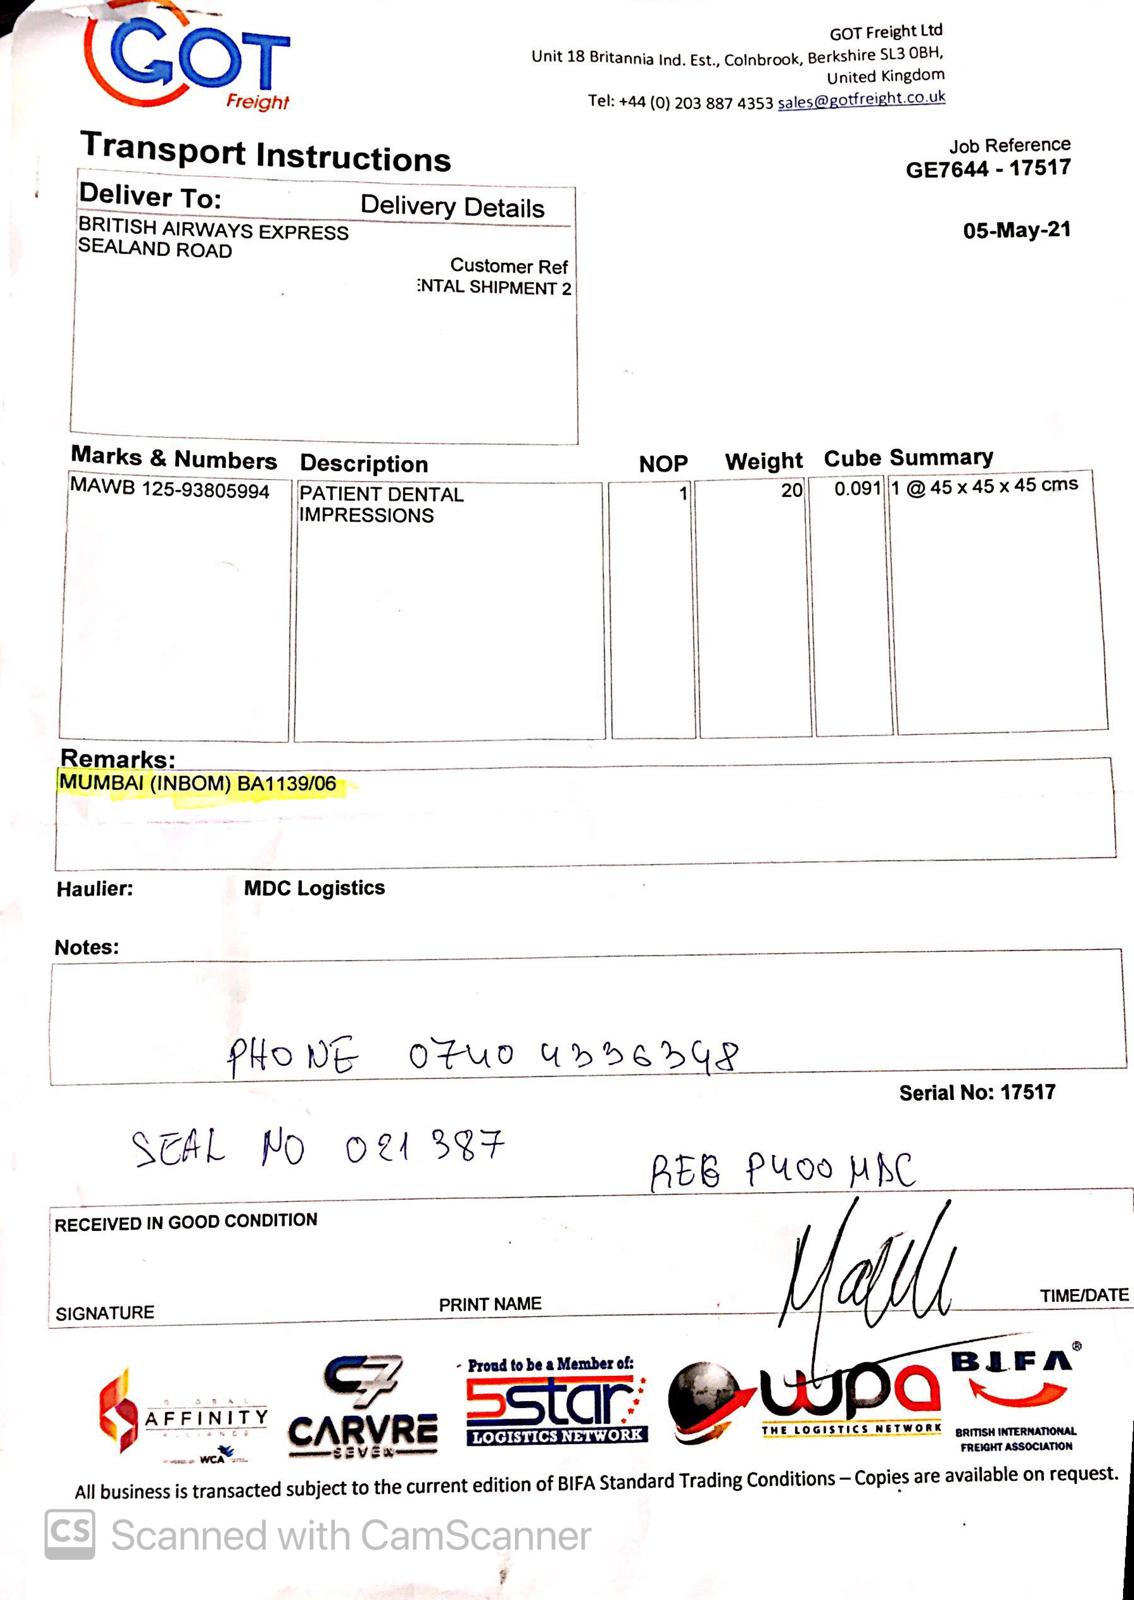 GOT
Freight
GOT Freight Ltd
Unit 18 Britannia Ind. Est., Colnbrook, Berkshire SL3 0BH,
United Kingdom
Tel: +44 (0) 203 887 4353 sales@gotfreight.co.uk
Transport Instructions
Job Reference
GE7644 - 17517
05-May-21
Deliver To: Delivery Details
BRITISH AIRWAYS EXPRESS
SEALAND ROAD
Customer Ref
ENTAL SHIPMENT 2
Marks & Numbers Description NOP Weight Cube Summary
MAWB 125-93805994 PATIENT DENTAL 1 20 0.091 1 @ 45 x 45 x 45 cms
IMPRESSIONS
Remarks:
MUMBAI (INBOM) BA1139/06
Haulier: MDC Logistics
Notes:
PHONE 0740 4336348
Serial No: 17517
SEAL NO 021387
REG P400 MDC
RECEIVED IN GOOD CONDITION
SIGNATURE PRINT NAME TIME/DATE
GLOBAL
AFFINITY
ALLIANCE
WCA
C7
CARVRE
SEVEN
Proud to be a Member of:
5star
LOGISTICS NETWORK
wpa
THE LOGISTICS NETWORK
BIFA®
BRITISH INTERNATIONAL
FREIGHT ASSOCIATION
All business is transacted subject to the current edition of BIFA Standard Trading Conditions – Copies are available on request.
CS Scanned with CamScanner